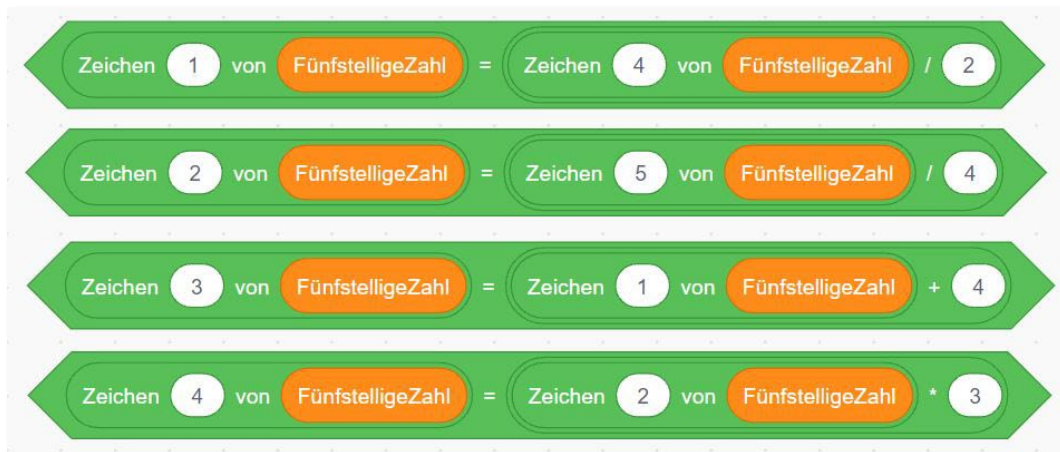 Zeichen 1 von FünfstelligeZahl = Zeichen 4 von FünfstelligeZahl / 2
Zeichen 2 von FünfstelligeZahl = Zeichen 5 von FünfstelligeZahl / 4
Zeichen 3 von FünfstelligeZahl = Zeichen 1 von FünfstelligeZahl + 4
Zeichen 4 von FünfstelligeZahl = Zeichen 2 von FünfstelligeZahl * 3